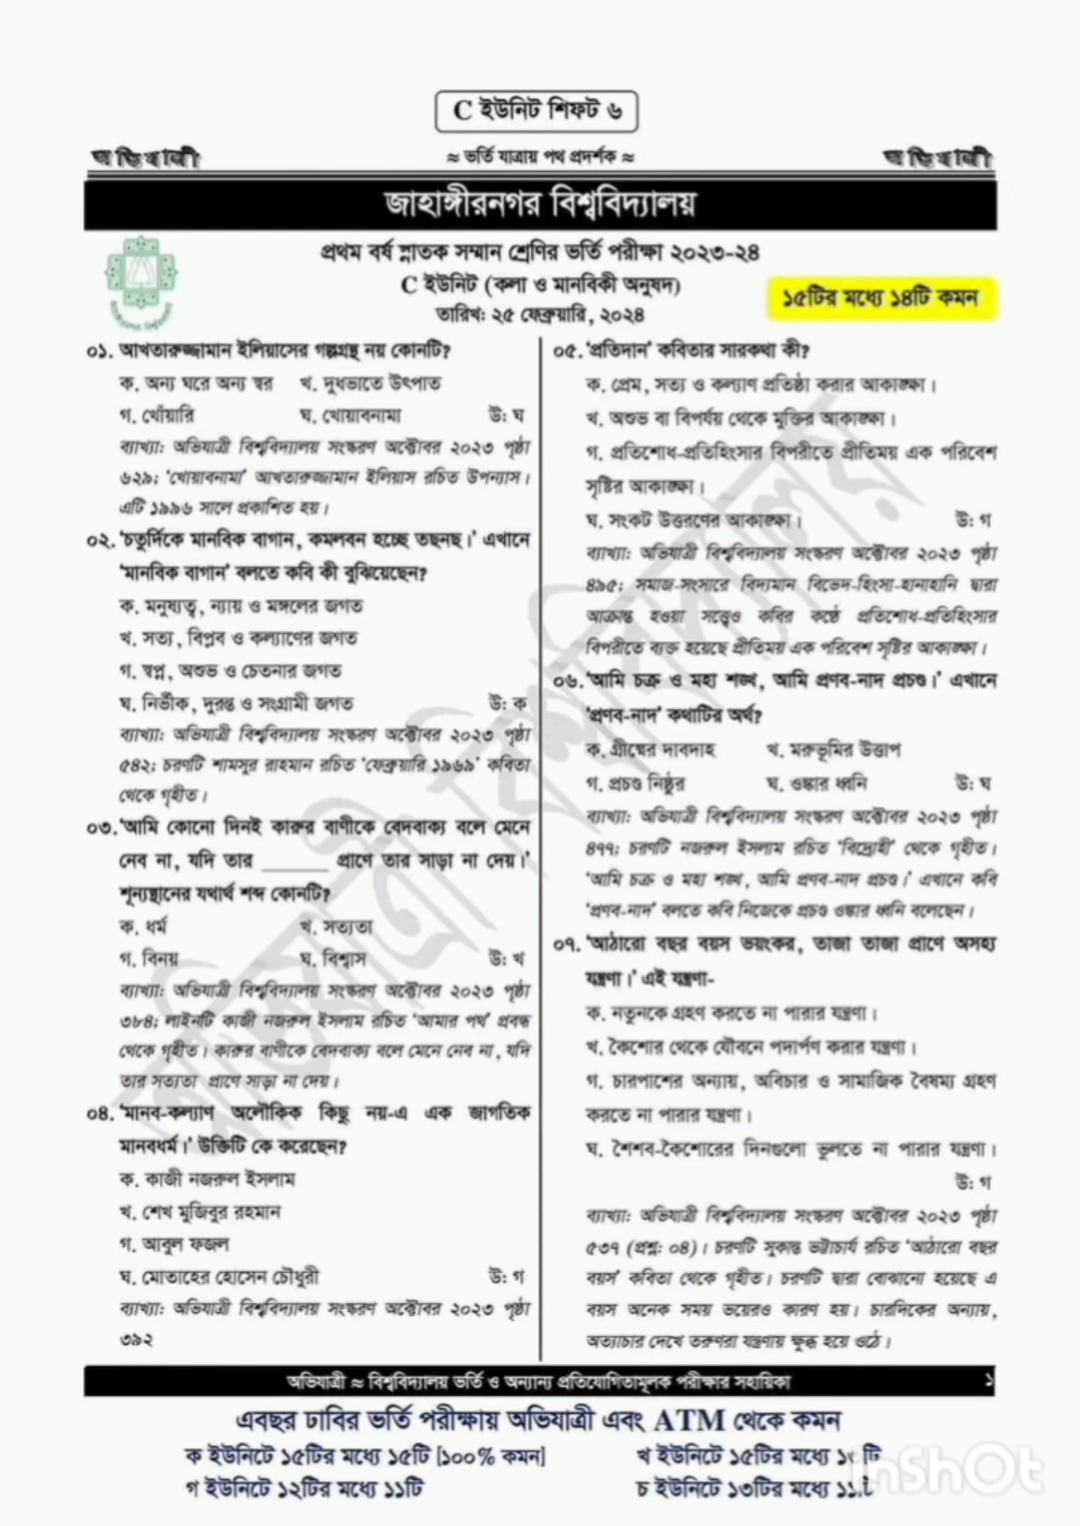 C ইউনিট শিফট ৬
অভিযাত্রী
≈ ভর্তি যাত্রায় পথ প্রদর্শক ≈
অভিযাত্রী
জাহাঙ্গীরনগর বিশ্ববিদ্যালয়
প্রথম বর্ষ স্নাতক সম্মান শ্রেণির ভর্তি পরীক্ষা ২০২৩-২৪
C ইউনিট (কলা ও মানবিকী অনুষদ)
তারিখ: ২৫ ফেব্রুয়ারি, ২০২৪
১৫টির মধ্যে ১৪টি কমন
০১. আখতারুজ্জামান ইলিয়াসের গল্পগ্রন্থ নয় কোনটি?
ক. অন্য ঘরে অন্য স্বর খ. দুধভাতে উৎপাত
গ. খোঁয়ারি ঘ. খোয়াবনামা উ: ঘ
ব্যাখ্যা: অভিযাত্রী বিশ্ববিদ্যালয় সংস্করণ অক্টোবর ২০২৩ পৃষ্ঠা
৬২৯; ‘খোয়াবনামা’ আখতারুজ্জামান ইলিয়াস রচিত উপন্যাস।
এটি ১৯৯৬ সালে প্রকাশিত হয়।
০২. ‘চতুর্দিকে মানবিক বাগান, কমলবন হচ্ছে তছনছ।’ এখানে
‘মানবিক বাগান’ বলতে কবি কী বুঝিয়েছেন?
ক. মনুষ্যত্ব, ন্যায় ও মঙ্গলের জগত
খ. সত্য, বিপ্লব ও কল্যাণের জগত
গ. স্বপ্ন, অশুভ ও চেতনার জগত
ঘ. নির্ভীক, দুরন্ত ও সংগ্রামী জগত উ: ক
ব্যাখ্যা: অভিযাত্রী বিশ্ববিদ্যালয় সংস্করণ অক্টোবর ২০২৩ পৃষ্ঠা
৫৪২; চরণটি শামসুর রাহমান রচিত ‘ফেব্রুয়ারি ১৯৬৯’ কবিতা
থেকে গৃহীত।
০৩. ‘আমি কোনো দিনই কারুর বাণীকে বেদবাক্য বলে মেনে
নেব না, যদি তার ______ প্রাণে তার সাড়া না দেয়।’
শূন্যস্থানের যথার্থ শব্দ কোনটি?
ক. ধর্ম খ. সত্যতা
গ. বিনয় ঘ. বিশ্বাস উ: খ
ব্যাখ্যা: অভিযাত্রী বিশ্ববিদ্যালয় সংস্করণ অক্টোবর ২০২৩ পৃষ্ঠা
৩৮৪; লাইনটি কাজী নজরুল ইসলাম রচিত ‘আমার পথ’ প্রবন্ধ
থেকে গৃহীত। কারুর বাণীকে বেদবাক্য বলে মেনে নেব না, যদি
তার সত্যতা প্রাণে সাড়া না দেয়।
০৪. ‘মানব-কল্যাণ অলৌকিক কিছু নয়-এ এক জাগতিক
মানবধর্ম।’ উক্তিটি কে করেছেন?
ক. কাজী নজরুল ইসলাম
খ. শেখ মুজিবুর রহমান
গ. আবুল ফজল
ঘ. মোতাহের হোসেন চৌধুরী উ: গ
ব্যাখ্যা: অভিযাত্রী বিশ্ববিদ্যালয় সংস্করণ অক্টোবর ২০২৩ পৃষ্ঠা
৩৯২
০৫. ‘প্রতিদান’ কবিতার সারকথা কী?
ক. প্রেম, সত্য ও কল্যাণ প্রতিষ্ঠা করার আকাঙ্ক্ষা।
খ. অশুভ বা বিপর্যয় থেকে মুক্তির আকাঙ্ক্ষা।
গ. প্রতিশোধ-প্রতিহিংসার বিপরীতে প্রীতিময় এক পরিবেশ
সৃষ্টির আকাঙ্ক্ষা।
ঘ. সংকট উত্তরণের আকাঙ্ক্ষা। উ: গ
ব্যাখ্যা: অভিযাত্রী বিশ্ববিদ্যালয় সংস্করণ অক্টোবর ২০২৩ পৃষ্ঠা
৪৯৫; সমাজ-সংসারে বিদ্যমান বিভেদ-হিংসা-হানাহানি দ্বারা
আক্রান্ত হওয়া সত্ত্বেও কবির কণ্ঠে প্রতিশোধ-প্রতিহিংসার
বিপরীতে ব্যক্ত হয়েছে প্রীতিময় এক পরিবেশ সৃষ্টির আকাঙ্ক্ষা।
০৬. ‘আমি চক্র ও মহা শঙ্খ, আমি প্রণব-নাদ প্রচণ্ড।’ এখানে
‘প্রণব-নাদ’ কথাটির অর্থ?
ক. গ্রীষ্মের দাবদাহ খ. মরুভূমির উত্তাপ
গ. প্রচণ্ড নিষ্ঠুর ঘ. ওঙ্কার ধ্বনি উ: ঘ
ব্যাখ্যা: অভিযাত্রী বিশ্ববিদ্যালয় সংস্করণ অক্টোবর ২০২৩ পৃষ্ঠা
৪৭৭; চরণটি নজরুল ইসলাম রচিত ‘বিদ্রোহী’ থেকে গৃহীত।
‘আমি চক্র ও মহা শঙ্খ, আমি প্রণব-নাদ প্রচণ্ড।’ এখানে কবি
‘প্রণব-নাদ’ বলতে কবি নিজেকে প্রচণ্ড ওঙ্কার ধ্বনি বলেছেন।
০৭. ‘আঠারো বছর বয়স ভয়ংকর, তাজা তাজা প্রাণে অসহ্য
যন্ত্রণা।’ এই যন্ত্রণা-
ক. নতুনকে গ্রহণ করতে না পারার যন্ত্রণা।
খ. কৈশোর থেকে যৌবনে পদার্পণ করার যন্ত্রণা।
গ. চারপাশের অন্যায়, অবিচার ও সামাজিক বৈষম্য গ্রহণ
করতে না পারার যন্ত্রণা।
ঘ. শৈশব-কৈশোরের দিনগুলো ভুলতে না পারার যন্ত্রণা।
উ: গ
ব্যাখ্যা: অভিযাত্রী বিশ্ববিদ্যালয় সংস্করণ অক্টোবর ২০২৩ পৃষ্ঠা
৫৩৭ (প্রশ্ন: ০৪)। চরণটি সুকান্ত ভট্টাচার্য রচিত ‘আঠারো বছর
বয়স’ কবিতা থেকে গৃহীত। চরণটি দ্বারা বোঝানো হয়েছে এ
বয়স অনেক সময় ভয়েরও কারণ হয়। চারদিকের অন্যায়,
অত্যাচার দেখে তরুণরা যন্ত্রণায় ক্ষুব্ধ হয়ে ওঠে।
অভিযাত্রী বিশ্ববিদ্যালয়
অভিযাত্রী ≈ বিশ্ববিদ্যালয় ভর্তি ও অন্যান্য প্রতিযোগিতামূলক পরীক্ষার সহায়িকা ১
এবছর ঢাবির ভর্তি পরীক্ষায় অভিযাত্রী এবং ATM থেকে কমন
ক ইউনিটে ১৫টির মধ্যে ১৫টি [১০০% কমন] খ ইউনিটে ১৫টির মধ্যে
গ ইউনিটে ১২টির মধ্যে ১১টি চ ইউনিটে ১৩টির মধ্যে
InShOt